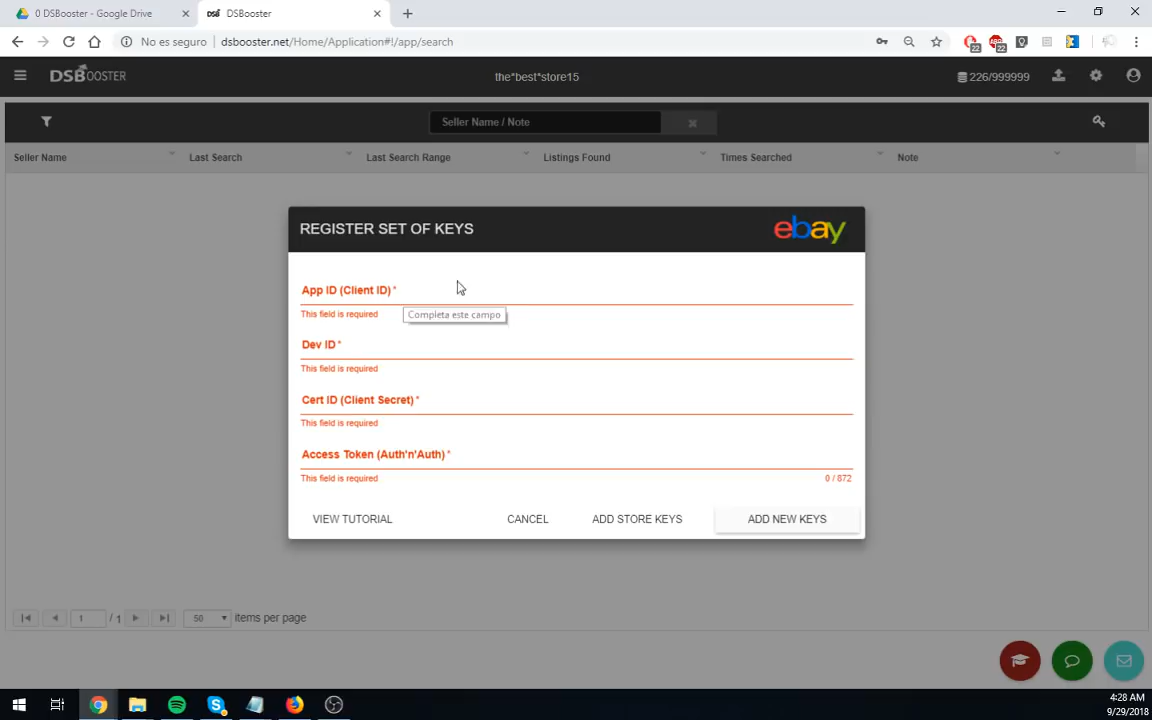 0 DSBooster - Google Drive
DSBooster
No es seguro
dsbooster.net/Home/Application#!/app/search
22
22
DSBOOSTER
the*best*store15
226/999999
Seller Name / Note
Seller Name
Last Search
Last Search Range
Listings Found
Times Searched
Note
REGISTER SET OF KEYS
ebay
App ID (Client ID) *
This field is required
Completa este campo
Dev ID *
This field is required
Cert ID (Client Secret) *
This field is required
Access Token (Auth'n'Auth) *
This field is required
0 / 872
VIEW TUTORIAL
CANCEL
ADD STORE KEYS
ADD NEW KEYS
1
/ 1
50
items per page
4:28 AM
9/29/2018